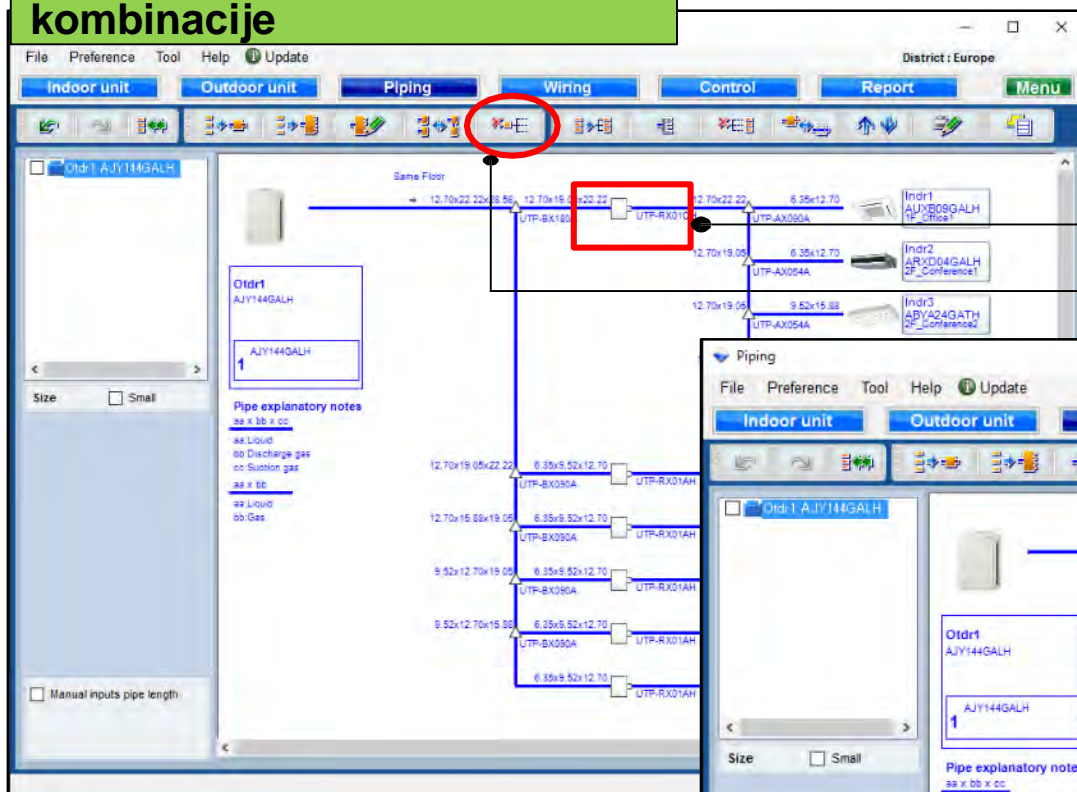 kombinacije
File Preference Tool Help Update
District : Europe
Indoor unit Outdoor unit Piping Wiring Control Report Menu
Otdr1 AJY144GALH
Size Small
Manual inputs pipe length
Same Floor
12.70x22.22x28.58
12.70x19.05x22.22
UTP-BX180A
UTP-RX01CH
12.70x22.22
UTP-AX090A
6.35x12.70
Indr1
AUXB09GALH
1F_Office1
12.70x19.05
UTP-AX054A
6.35x12.70
Indr2
ARXD04GALH
2F_Conference1
12.70x19.05
UTP-AX054A
9.52x15.88
Indr3
ABYA24GATH
2F_Conference2
Otdr1
AJY144GALH
AJY144GALH
1
Pipe explanatory notes
aa x bb x cc
aa:Liquid
bb:Discharge gas
cc:Suction gas
aa x bb
aa:Liquid
bb:Gas
12.70x19.05x22.22
6.35x9.52x12.70
UTP-BX090A
UTP-RX01AH
12.70x15.88x19.05
6.35x9.52x12.70
UTP-BX090A
UTP-RX01AH
9.52x12.70x19.05
6.35x9.52x12.70
UTP-BX090A
UTP-RX01AH
9.52x12.70x15.88
6.35x9.52x12.70
UTP-BX090A
UTP-RX01AH
6.35x9.52x12.70
UTP-RX01AH
Piping
File Preference Tool Help Update
Indoor unit Outdoor unit
Otdr1 AJY144GALH
Size Small
Otdr1
AJY144GALH
AJY144GALH
1
Pipe explanatory note
aa x bb x cc